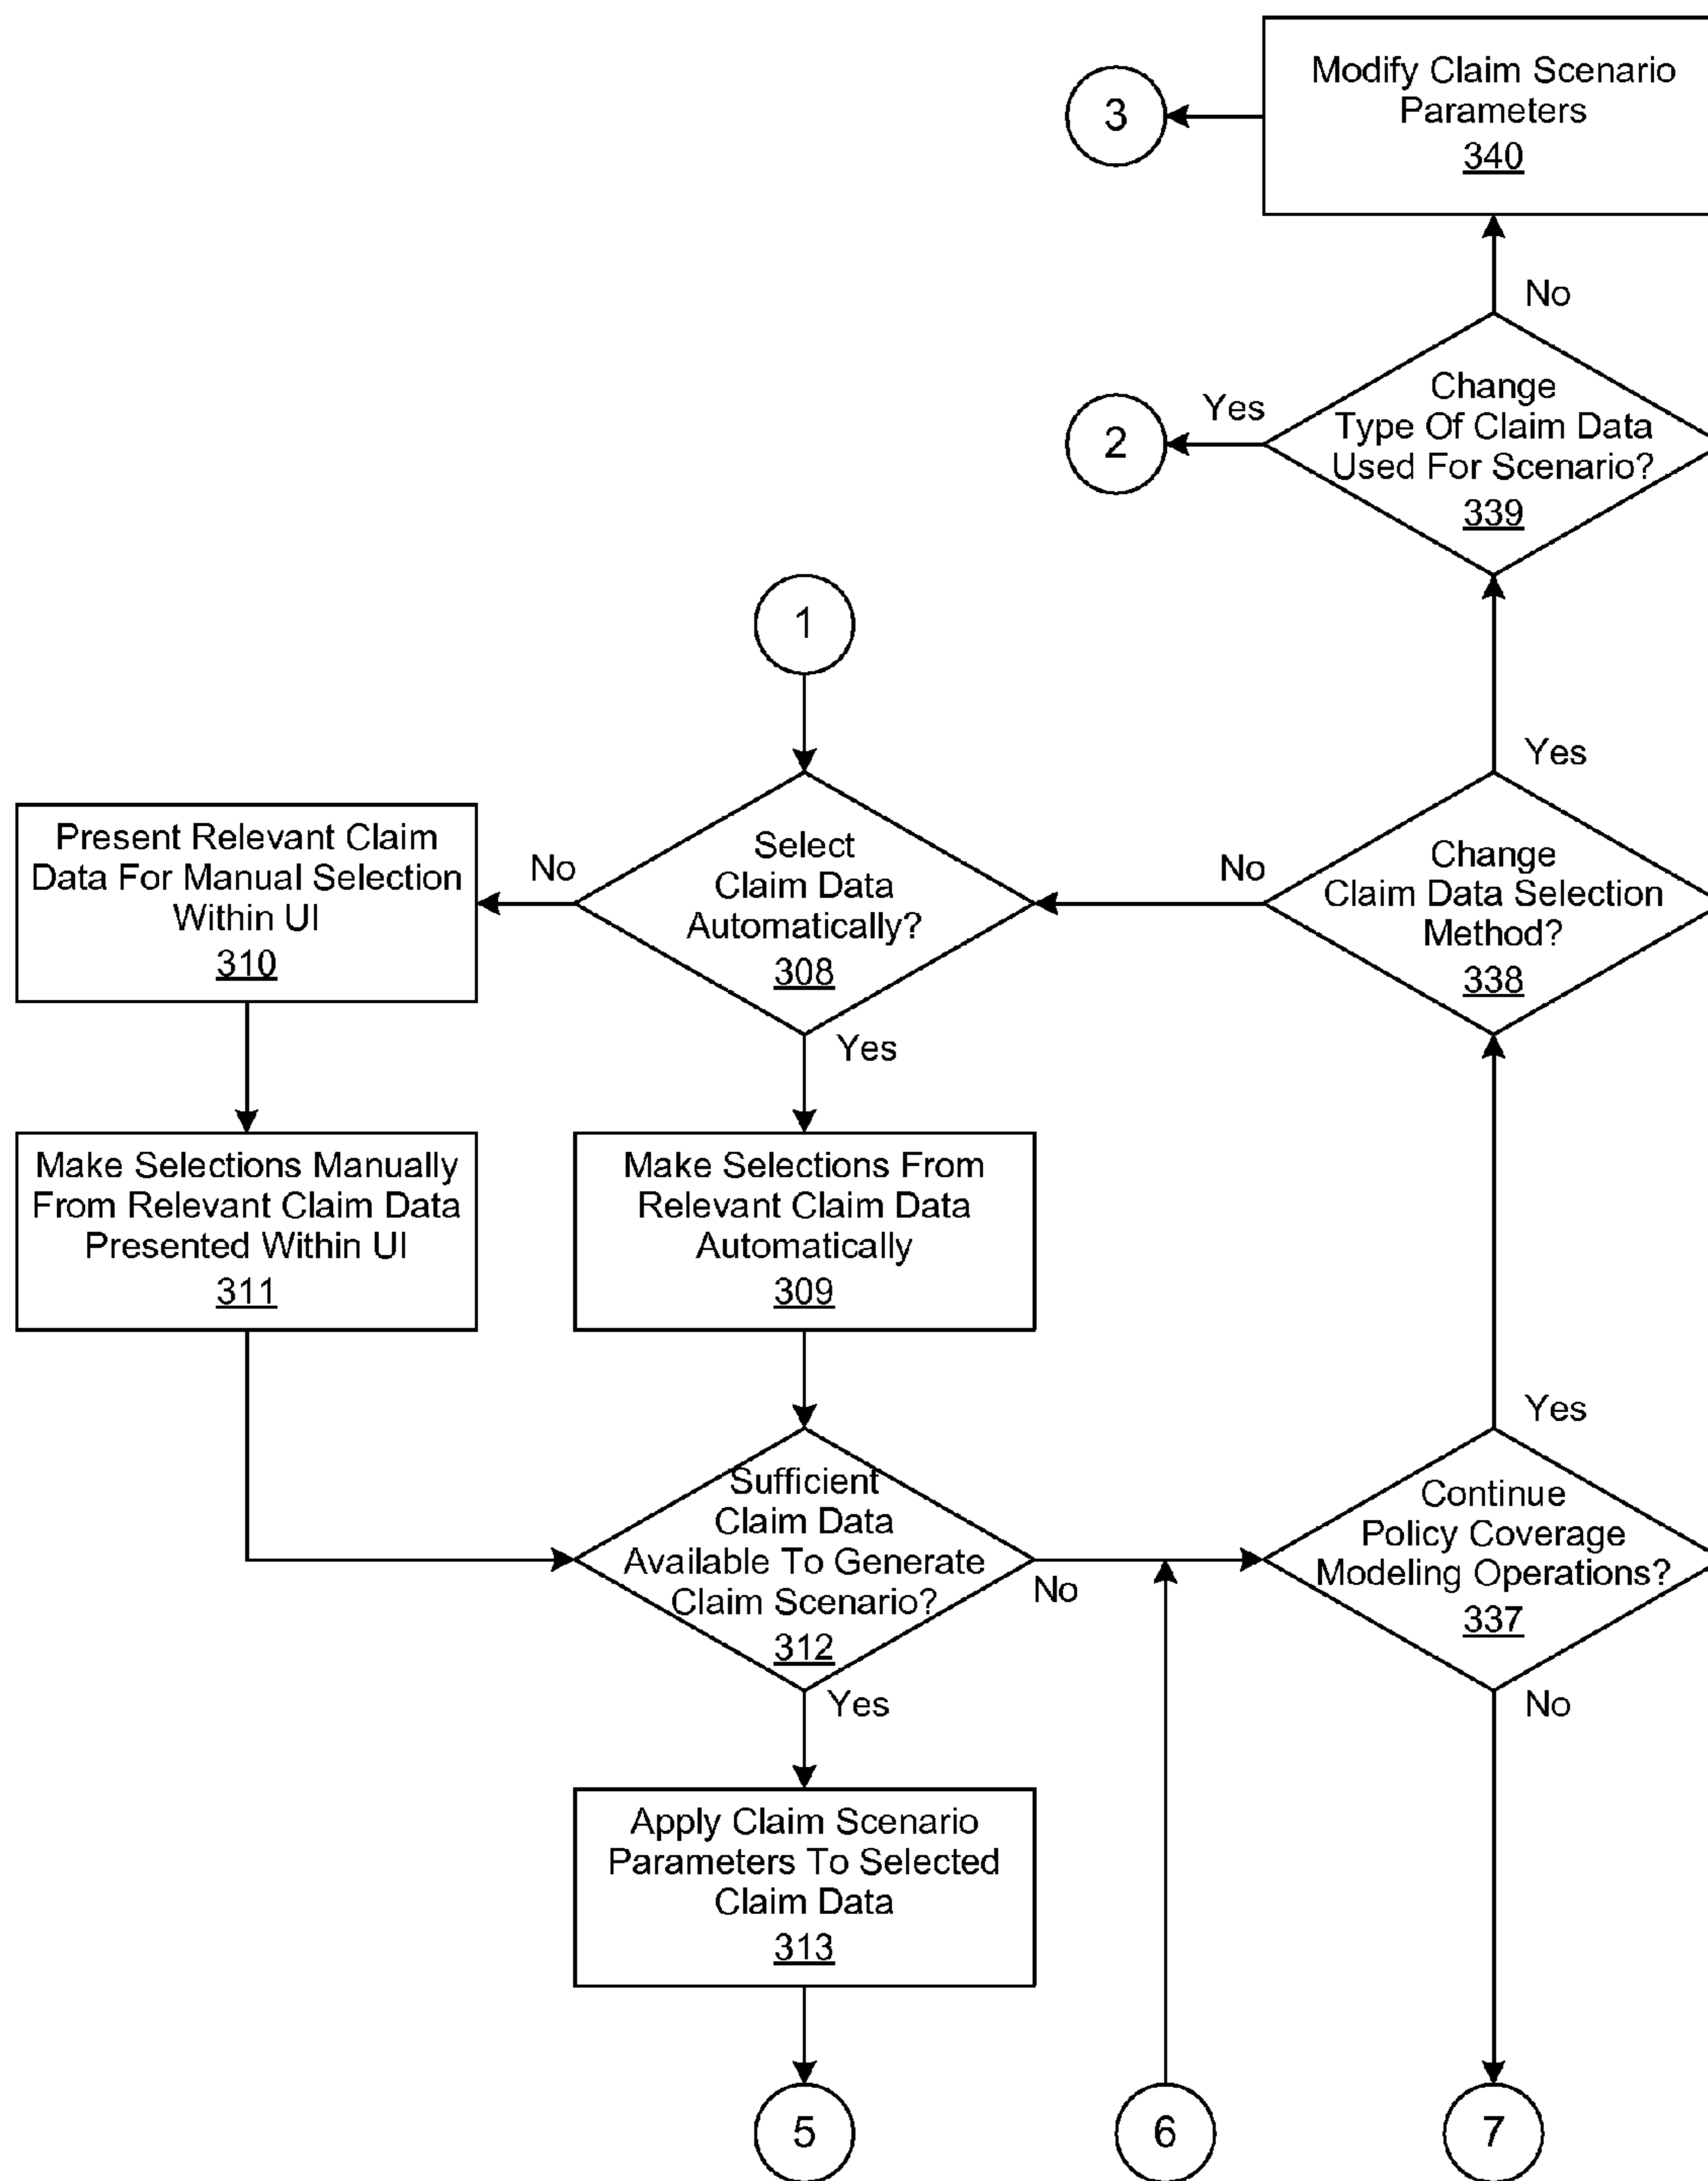 Modify Claim Scenario
Parameters
340
3
No
Change
Type Of Claim Data
Used For Scenario?
339
Yes
2
1
Yes
Present Relevant Claim
Data For Manual Selection
Within UI
310
No
Select
Claim Data
Automatically?
308
No
Change
Claim Data Selection
Method?
338
Yes
Make Selections Manually
From Relevant Claim Data
Presented Within UI
311
Make Selections From
Relevant Claim Data
Automatically
309
Yes
Sufficient
Claim Data
Available To Generate
Claim Scenario?
312
No
Continue
Policy Coverage
Modeling Operations?
337
Yes
No
Apply Claim Scenario
Parameters To Selected
Claim Data
313
5
6
7